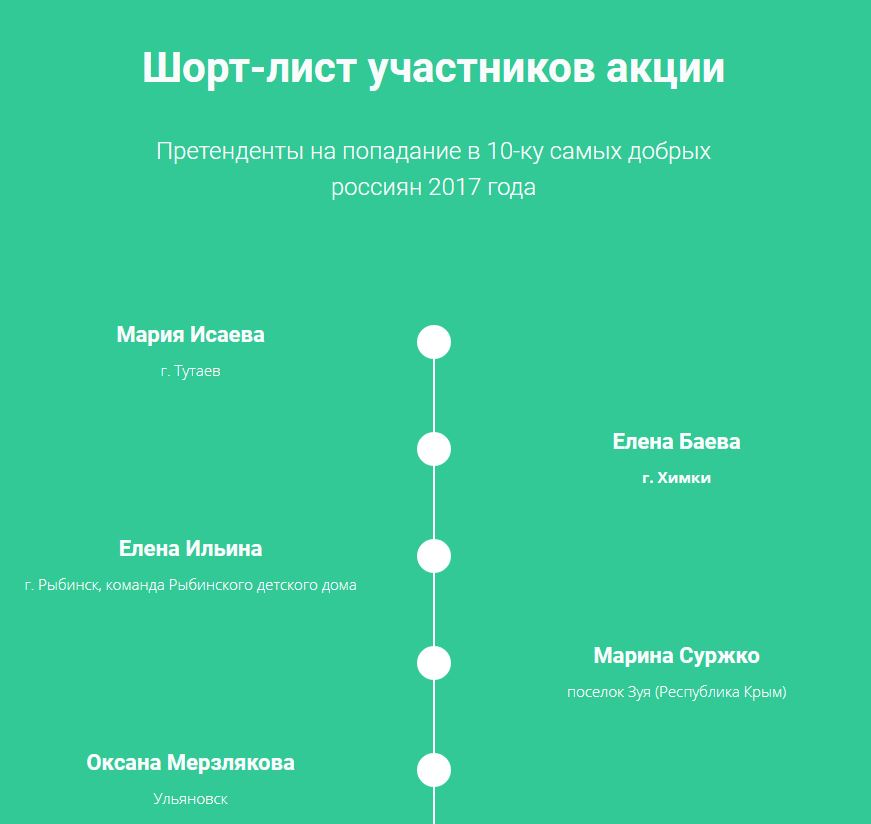 Шорт-лист участников акции
Претенденты на попадание в 10-ку самых добрых
россиян 2017 года
Мария Исаева
г. Тутаев
Елена Баева
г. Химки
Елена Ильина
г. Рыбинск, команда Рыбинского детского дома
Марина Суржко
поселок Зуя (Республика Крым)
Оксана Мерзлякова
Ульяновск